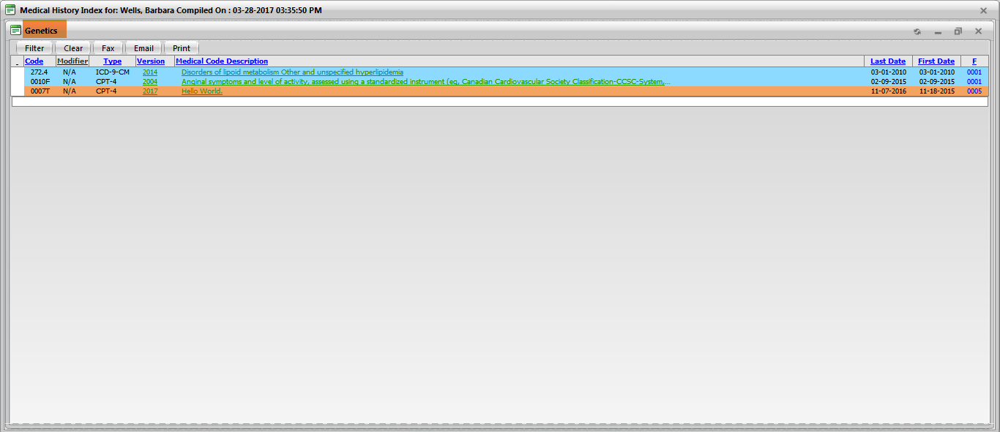 Medical History Index for: Wells, Barbara Compiled On : 03-28-2017 03:35:50 PM
Genetics
Filter Clear Fax Email Print
- Code Modifier Type Version Medical Code Description Last Date First Date F
272.4 N/A ICD-9-CM 2014 Disorders of lipoid metabolism Other and unspecified hyperlipidemia 03-01-2010 03-01-2010 0001
0010F N/A CPT-4 2004 Anginal symptoms and level of activity, assessed using a standardized instrument (eg, Canadian Cardiovascular Society Classification-CCSC-System,... 02-09-2015 02-09-2015 0001
0007T N/A CPT-4 2017 Hello World. 11-07-2016 11-18-2015 0005